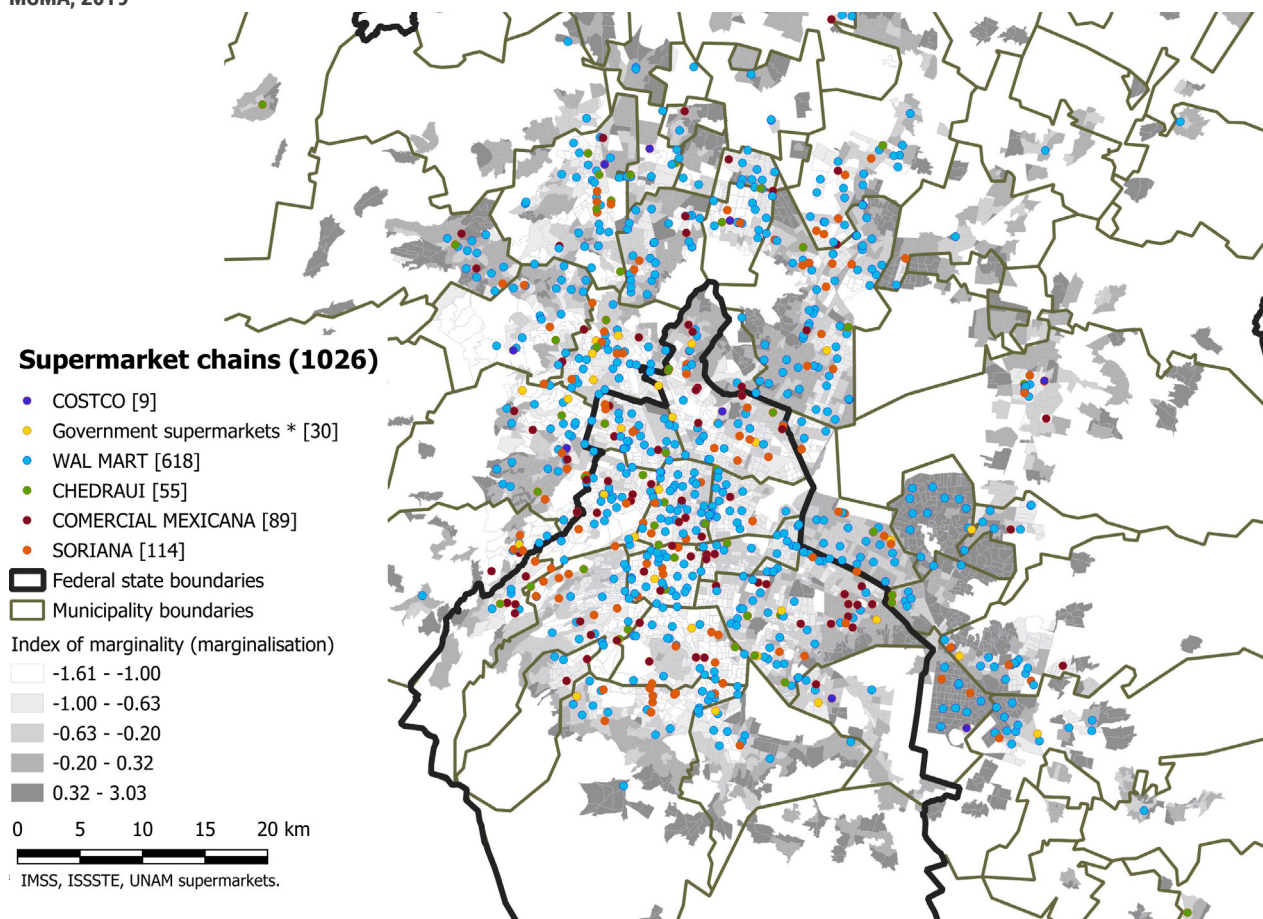 MCMA, 2019
Supermarket chains (1026)
COSTCO [9]
Government supermarkets * [30]
WAL MART [618]
CHEDRAUI [55]
COMERCIAL MEXICANA [89]
SORIANA [114]
Federal state boundaries
Municipality boundaries
Index of marginality (marginalisation)
-1.61 - -1.00
-1.00 - -0.63
-0.63 - -0.20
-0.20 - 0.32
0.32 - 3.03
0 5 10 15 20 km
* IMSS, ISSSTE, UNAM supermarkets.